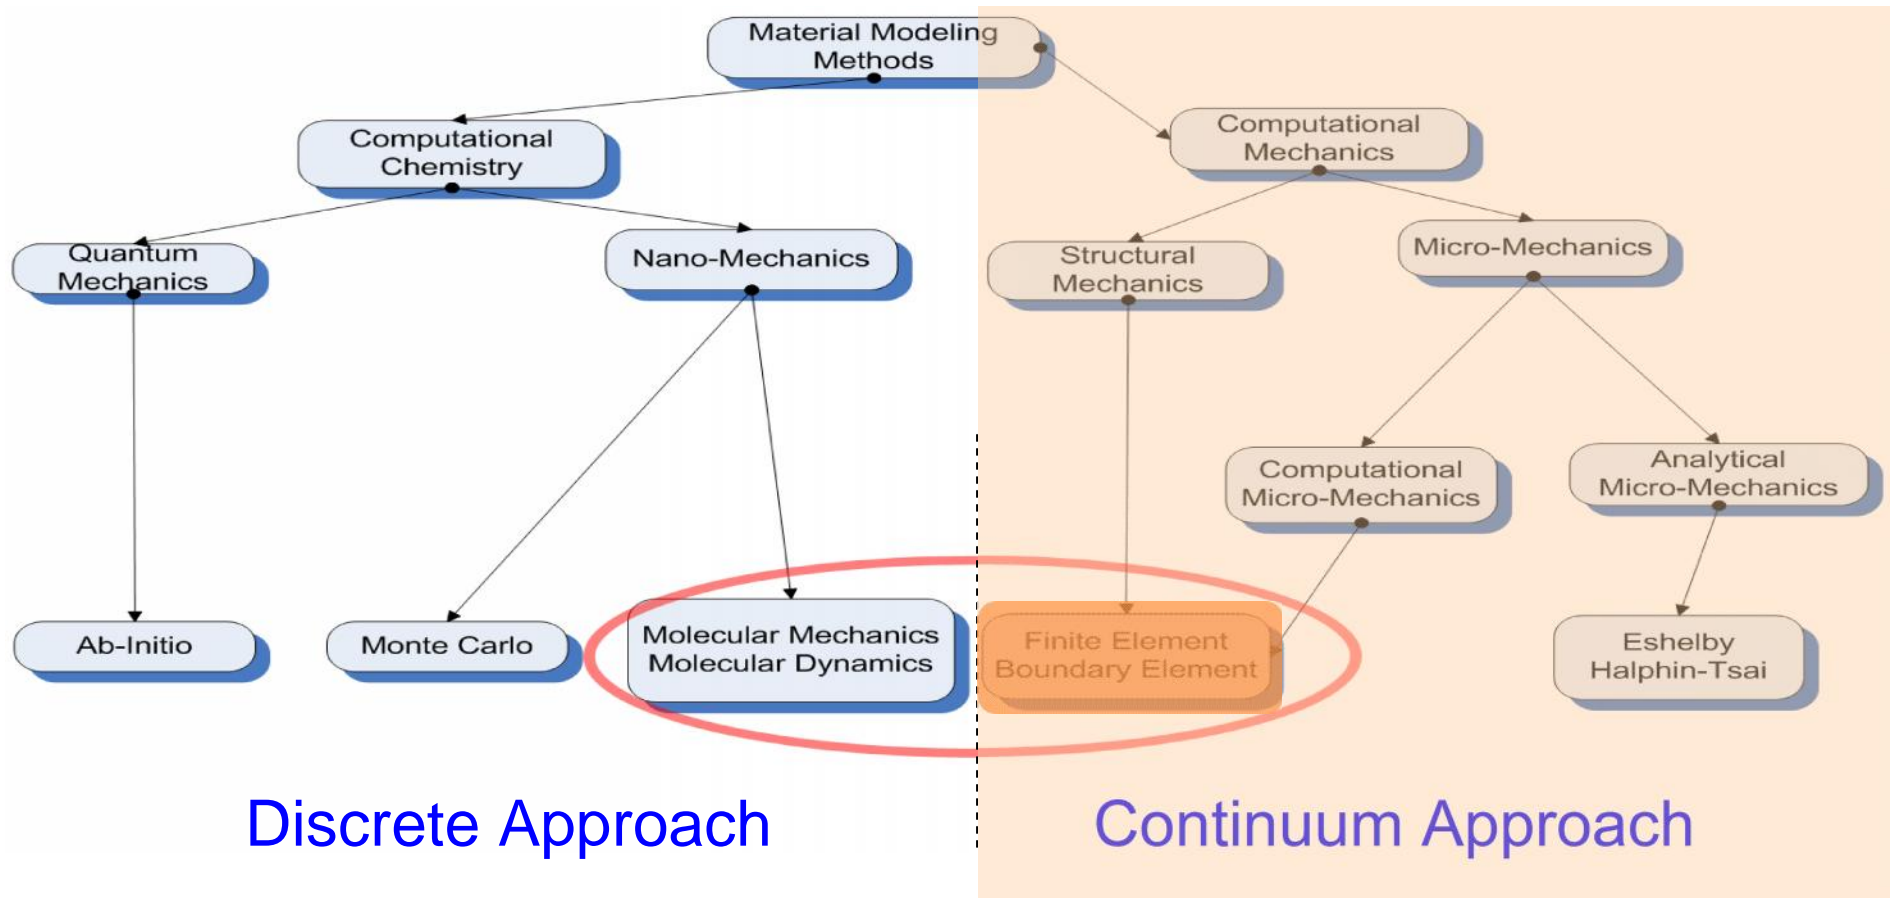 Material Modeling
Methods
Computational
Chemistry
Computational
Mechanics
Quantum
Mechanics
Nano-Mechanics
Structural
Mechanics
Micro-Mechanics
Computational
Micro-Mechanics
Analytical
Micro-Mechanics
Ab-Initio
Monte Carlo
Molecular Mechanics
Molecular Dynamics
Finite Element
Boundary Element
Eshelby
Halphin-Tsai
Discrete Approach
Continuum Approach